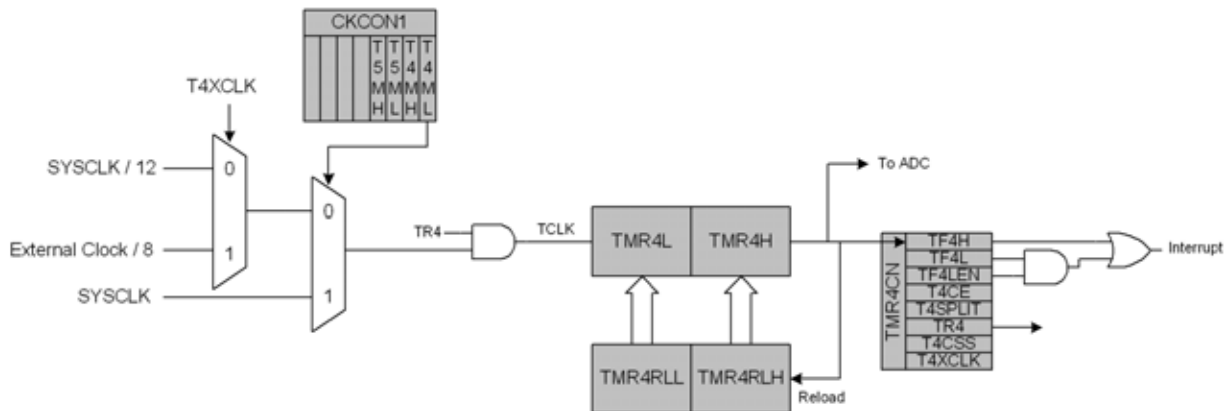 CKCON1
T5MH
T5ML
T4MH
T4ML
T4XCLK
SYSCLK / 12
0
External Clock / 8
1
SYSCLK
0
1
TR4
TCLK
TMR4L
TMR4H
To ADC
TMR4RLL
TMR4RLH
Reload
TMR4CN
TF4H
TF4L
TF4LEN
T4CE
T4SPLIT
TR4
T4CSS
T4XCLK
Interrupt